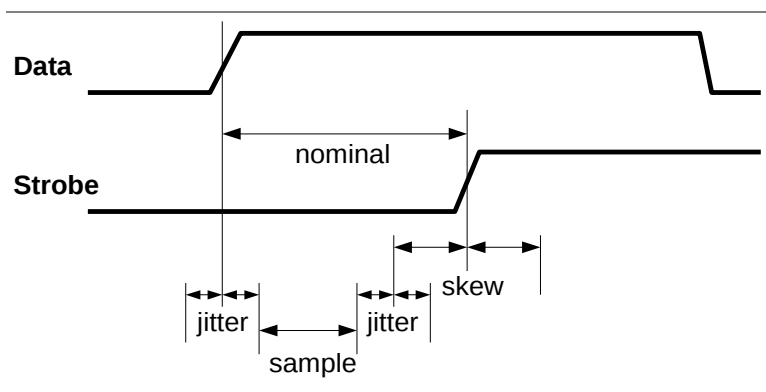 Data
nominal
Strobe
skew
jitter
jitter
sample